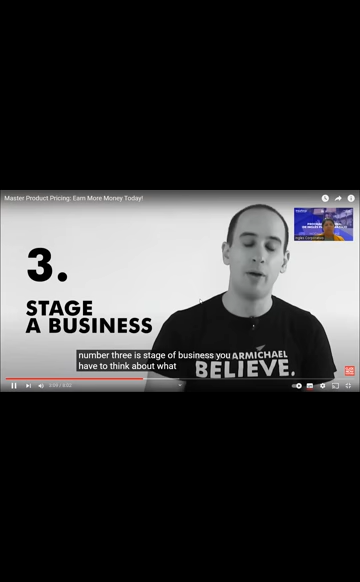 Master Product Pricing: Earn More Money Today!
3.
STAGE
A BUSINESS
ARMICHAEL
BELIEVE.
number three is stage of business you
have to think about what